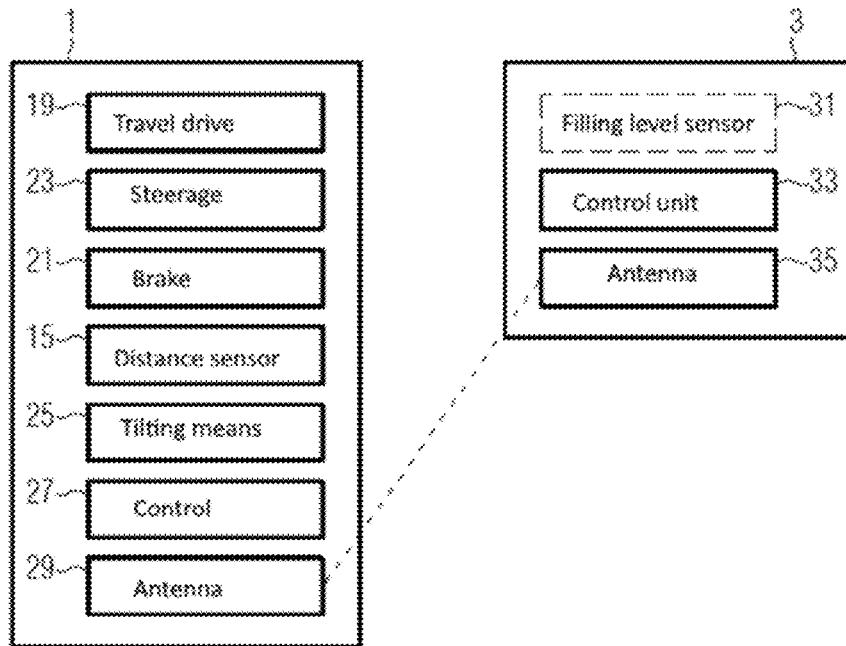 1
19 Travel drive
23 Steerage
21 Brake
15 Distance sensor
25 Tilting means
27 Control
29 Antenna
3
Filling level sensor 31
Control unit 33
Antenna 35